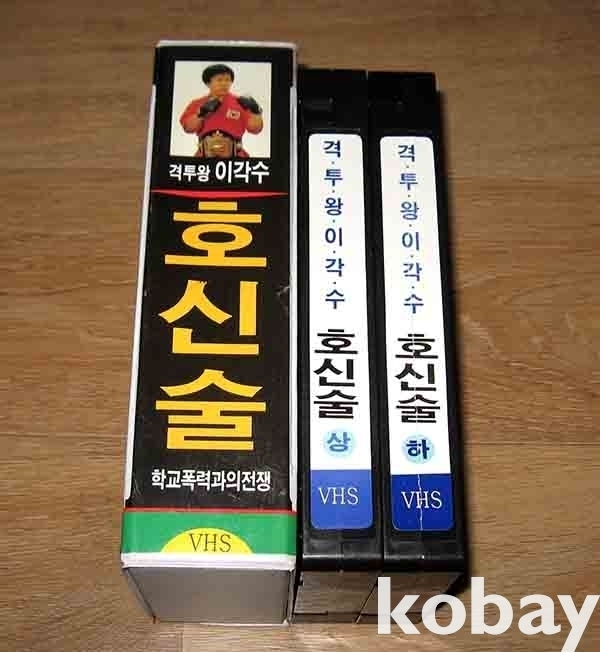 격투왕 이각수
호신술
학교폭력과의전쟁
VHS
격·투·왕·이·각·수
호신술
상
VHS
격·투·왕·이·각·수
호신술
하
VHS
kobay